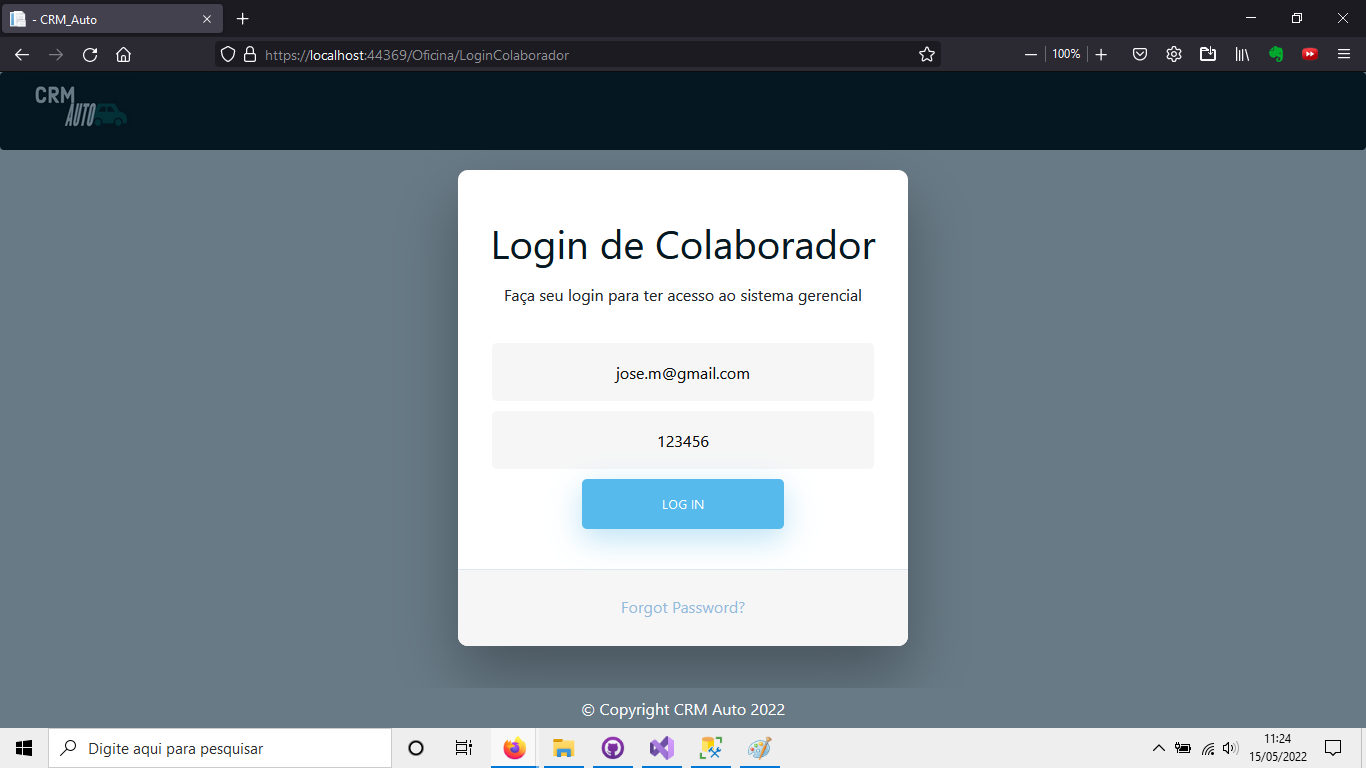 - CRM_Auto
https://localhost:44369/Oficina/LoginColaborador
100%
CRM
AUTO
Login de Colaborador
Faça seu login para ter acesso ao sistema gerencial
jose.m@gmail.com
123456
LOG IN
Forgot Password?
© Copyright CRM Auto 2022
Digite aqui para pesquisar
11:24
15/05/2022